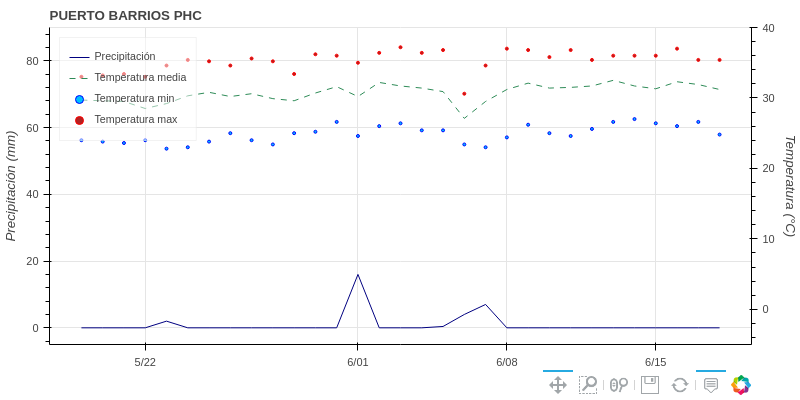 PUERTO BARRIOS PHC
Precipitación
Temperatura media
Temperatura min
Temperatura max
Precipitación (mm)
80
60
40
20
0
Temperatura (°C)
40
30
20
10
0
5/22
6/01
6/08
6/15